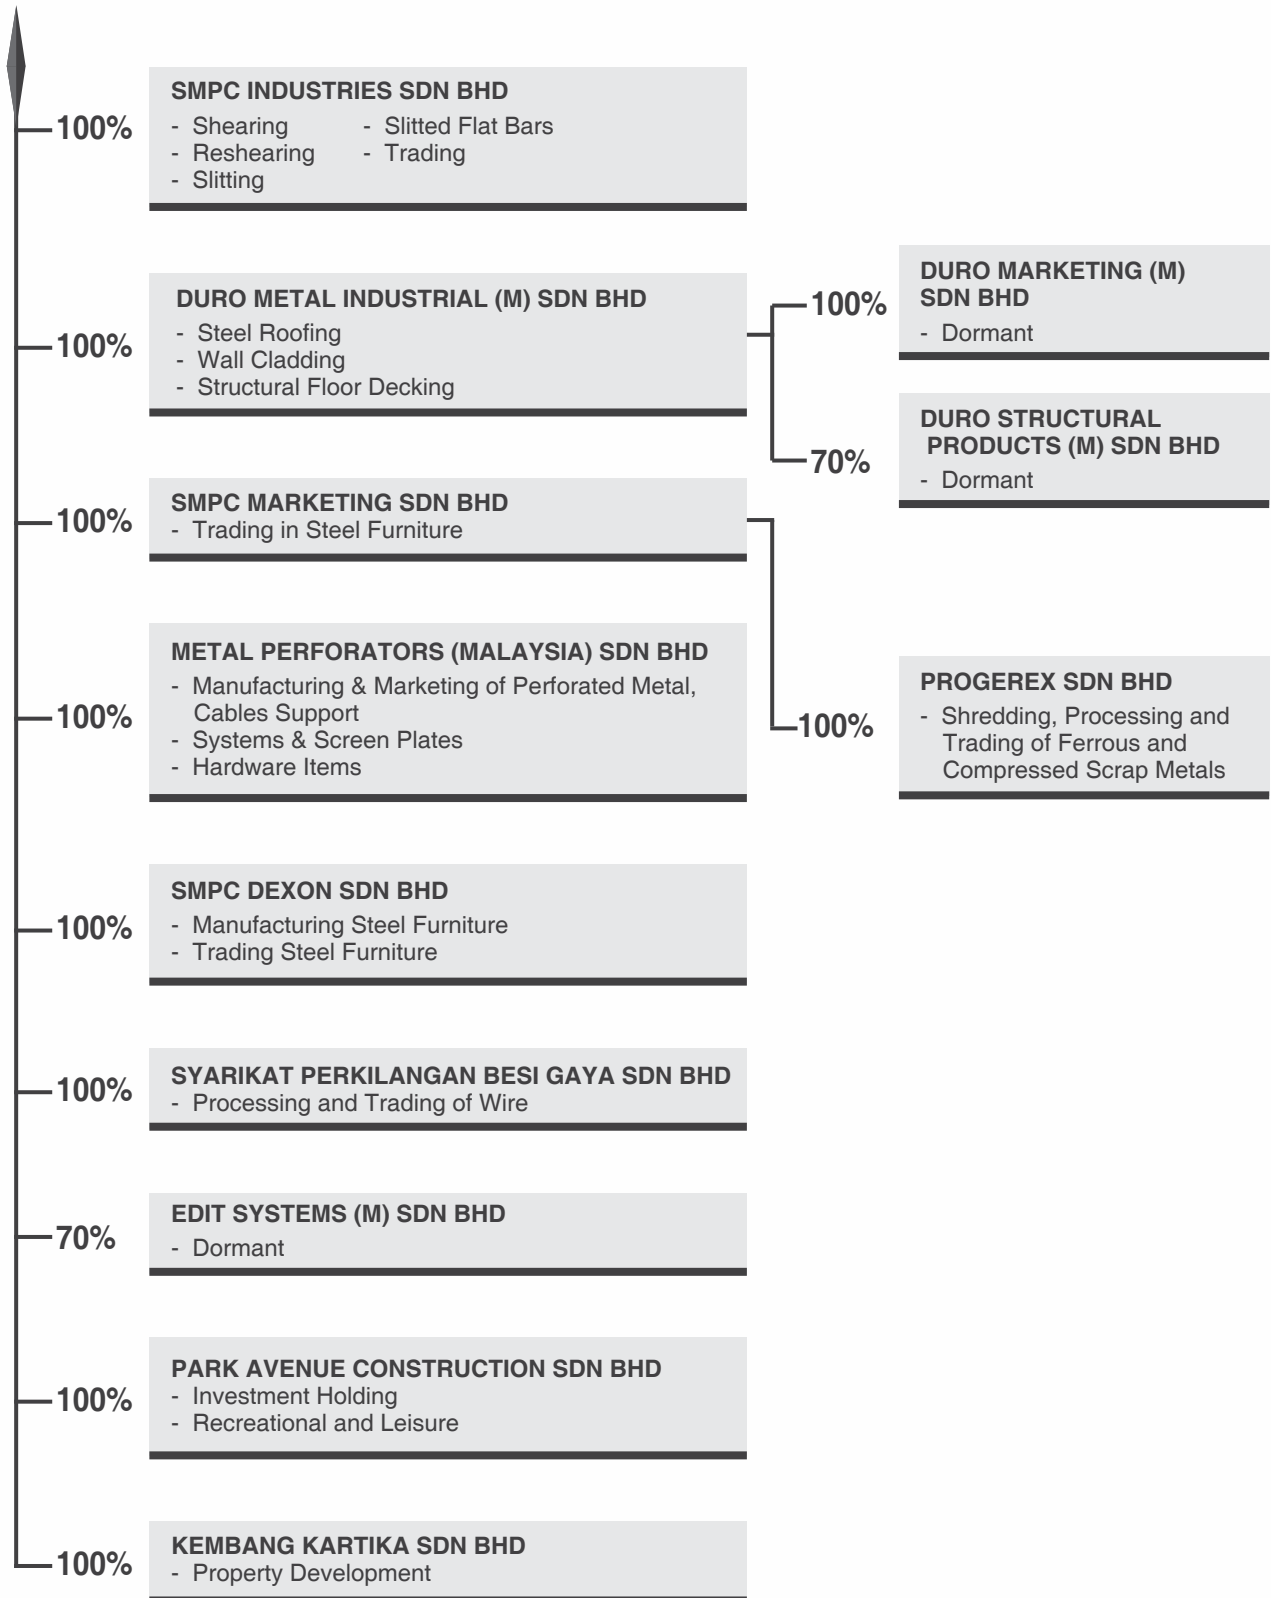 100%
SMPC INDUSTRIES SDN BHD
- Shearing - Slitted Flat Bars
- Reshearing - Trading
- Slitting
100%
DURO METAL INDUSTRIAL (M) SDN BHD
- Steel Roofing
- Wall Cladding
- Structural Floor Decking
100%
DURO MARKETING (M)
SDN BHD
- Dormant
70%
DURO STRUCTURAL
PRODUCTS (M) SDN BHD
- Dormant
100%
SMPC MARKETING SDN BHD
- Trading in Steel Furniture
100%
PROGEREX SDN BHD
- Shredding, Processing and
Trading of Ferrous and
Compressed Scrap Metals
100%
METAL PERFORATORS (MALAYSIA) SDN BHD
- Manufacturing & Marketing of Perforated Metal,
Cables Support
- Systems & Screen Plates
- Hardware Items
100%
SMPC DEXON SDN BHD
- Manufacturing Steel Furniture
- Trading Steel Furniture
100%
SYARIKAT PERKILANGAN BESI GAYA SDN BHD
- Processing and Trading of Wire
70%
EDIT SYSTEMS (M) SDN BHD
- Dormant
100%
PARK AVENUE CONSTRUCTION SDN BHD
- Investment Holding
- Recreational and Leisure
100%
KEMBANG KARTIKA SDN BHD
- Property Development